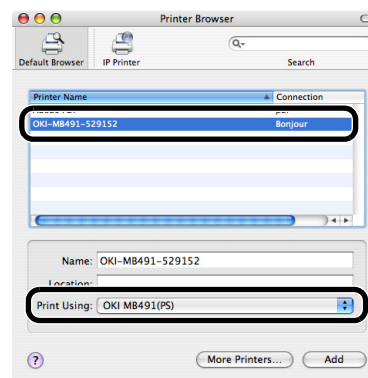 Printer Browser
Default Browser IP Printer Search
Printer Name Connection
OKI-MB491-529152 Bonjour
Name: OKI-MB491-529152
Location:
Print Using: OKI MB491(PS)
? More Printers... Add